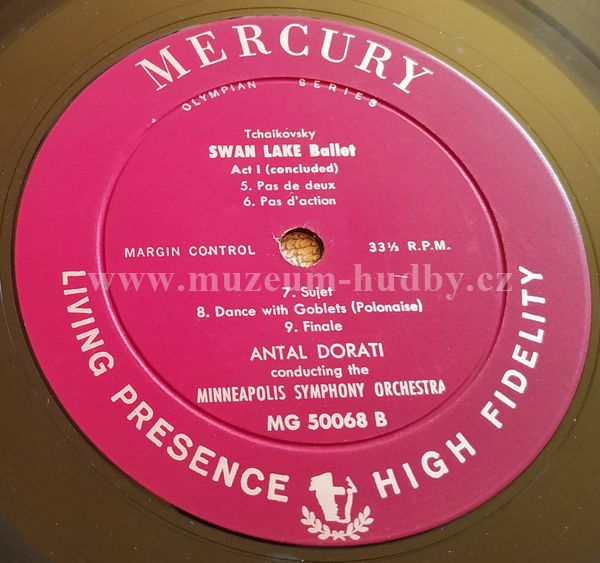 MERCURY
OLYMPIAN SERIES
Tchaikovsky
SWAN LAKE Ballet
Act I (concluded)
5. Pas de deux
6. Pas d'action
MARGIN CONTROL 33⅓ R.P.M.
www.muzeum-hudby.cz
7. Sujet
8. Dance with Goblets (Polonaise)
9. Finale
ANTAL DORATI
conducting the
MINNEAPOLIS SYMPHONY ORCHESTRA
MG 50068 B
LIVING PRESENCE HIGH FIDELITY